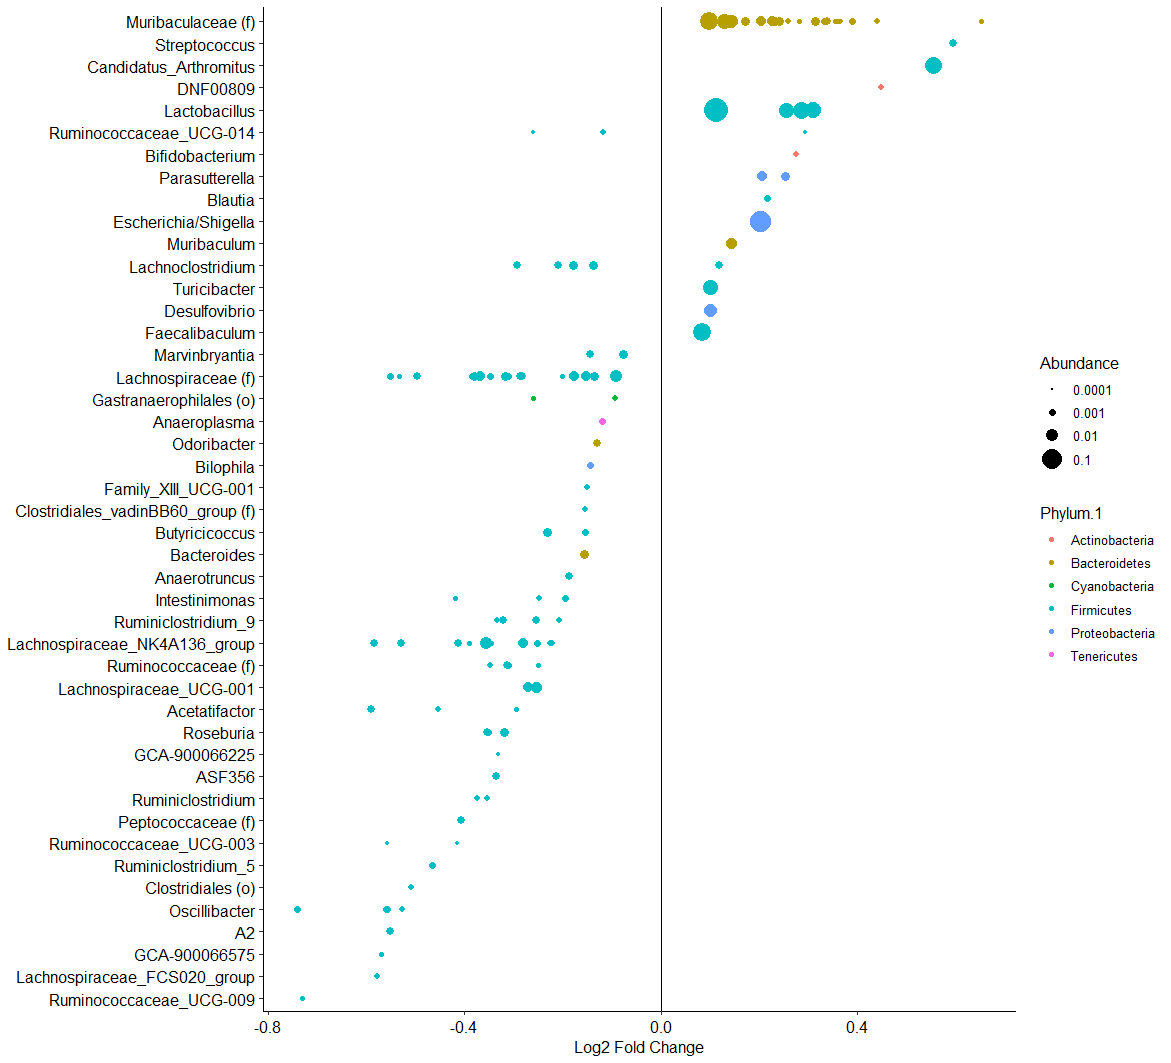 Muribaculaceae (f)
Streptococcus
Candidatus_Arthromitus
DNF00809
Lactobacillus
Ruminococcaceae_UCG-014
Bifidobacterium
Parasutterella
Blautia
Escherichia/Shigella
Muribaculum
Lachnoclostridium
Turicibacter
Desulfovibrio
Faecalibaculum
Marvinbryantia
Lachnospiraceae (f)
Gastranaerophilales (o)
Anaeroplasma
Odoribacter
Bilophila
Family_XIII_UCG-001
Clostridiales_vadinBB60_group (f)
Butyricicoccus
Bacteroides
Anaerotruncus
Intestinimonas
Ruminiclostridium_9
Lachnospiraceae_NK4A136_group
Ruminococcaceae (f)
Lachnospiraceae_UCG-001
Acetatifactor
Roseburia
GCA-900066225
ASF356
Ruminiclostridium
Peptococcaceae (f)
Ruminococcaceae_UCG-003
Ruminiclostridium_5
Clostridiales (o)
Oscillibacter
A2
GCA-900066575
Lachnospiraceae_FCS020_group
Ruminococcaceae_UCG-009
-0.8 -0.4 0.0 0.4
Log2 Fold Change
Abundance
0.0001
0.001
0.01
0.1
Phylum.1
Actinobacteria
Bacteroidetes
Cyanobacteria
Firmicutes
Proteobacteria
Tenericutes